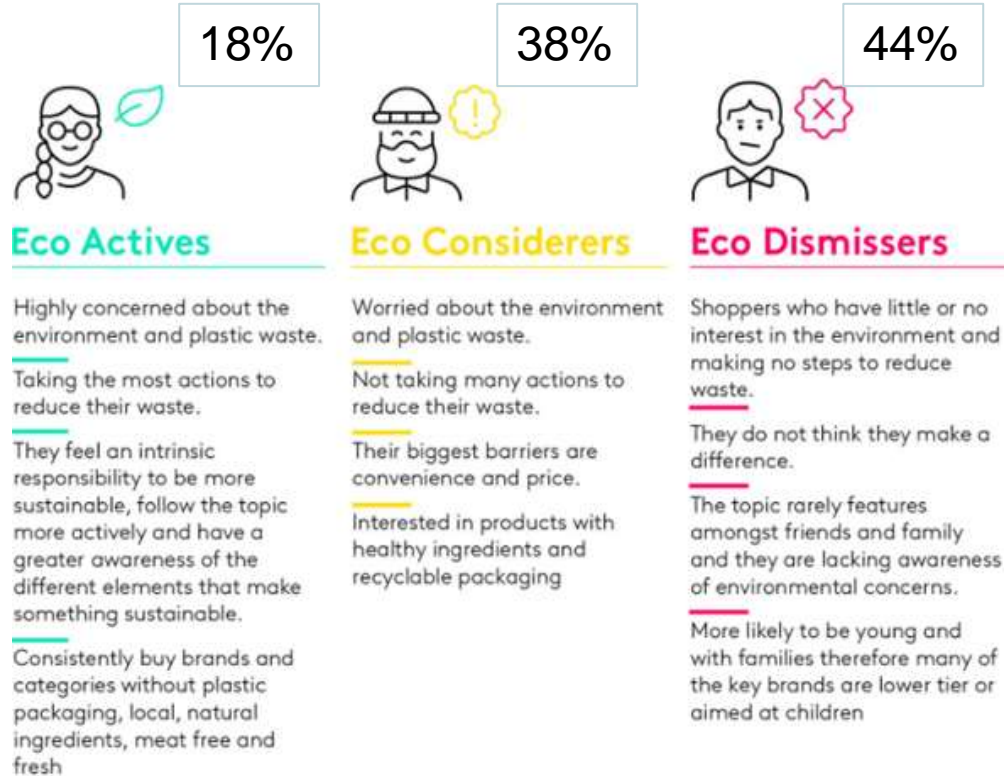 18%
38%
44%
!
Eco Actives
Highly concerned about the
environment and plastic waste.
Taking the most actions to
reduce their waste.
They feel an intrinsic
responsibility to be more
sustainable, follow the topic
more actively and have a
greater awareness of the
different elements that make
something sustainable.
Consistently buy brands and
categories without plastic
packaging, local, natural
ingredients, meat free and
fresh
Eco Considerers
Worried about the environment
and plastic waste.
Not taking many actions to
reduce their waste.
Their biggest barriers are
convenience and price.
Interested in products with
healthy ingredients and
recyclable packaging
Eco Dismissers
Shoppers who have little or no
interest in the environment and
making no steps to reduce
waste.
They do not think they make a
difference.
The topic rarely features
amongst friends and family
and they are lacking awareness
of environmental concerns.
More likely to be young and
with families therefore many of
the key brands are lower tier or
aimed at children